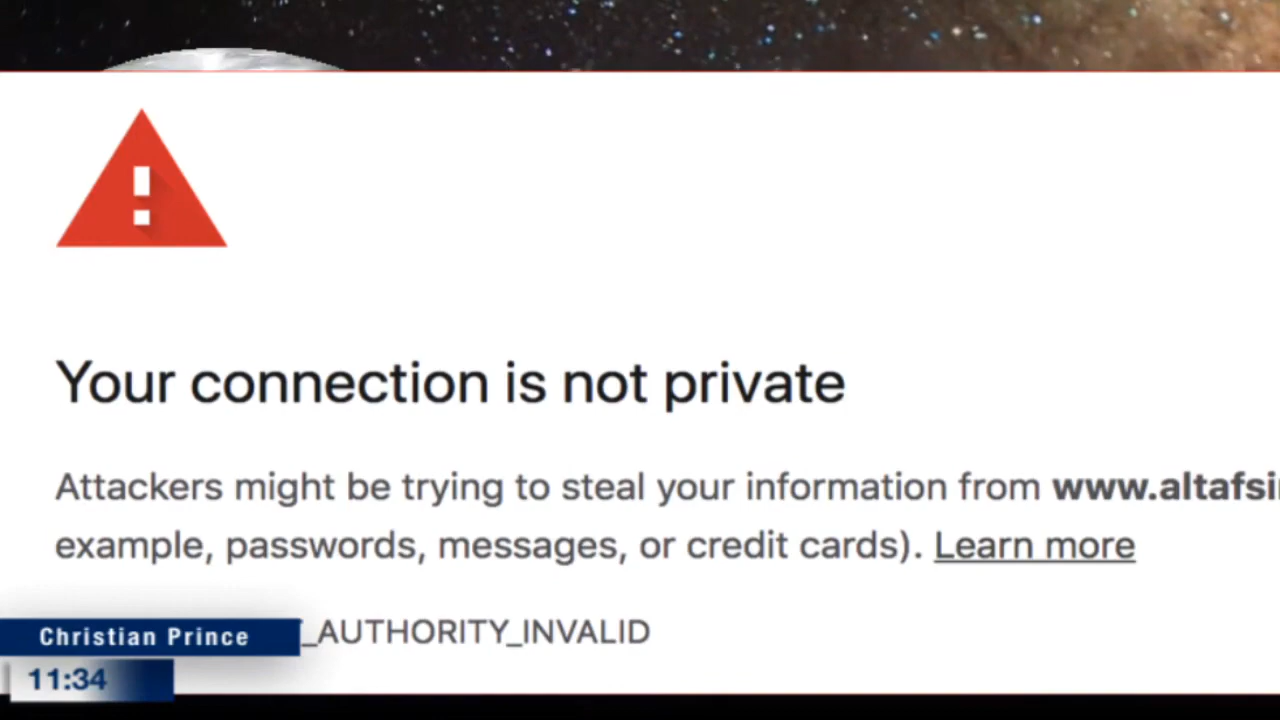 Your connection is not private
Attackers might be trying to steal your information from www.altafsi
example, passwords, messages, or credit cards). Learn more
_AUTHORITY_INVALID
Christian Prince
11:34